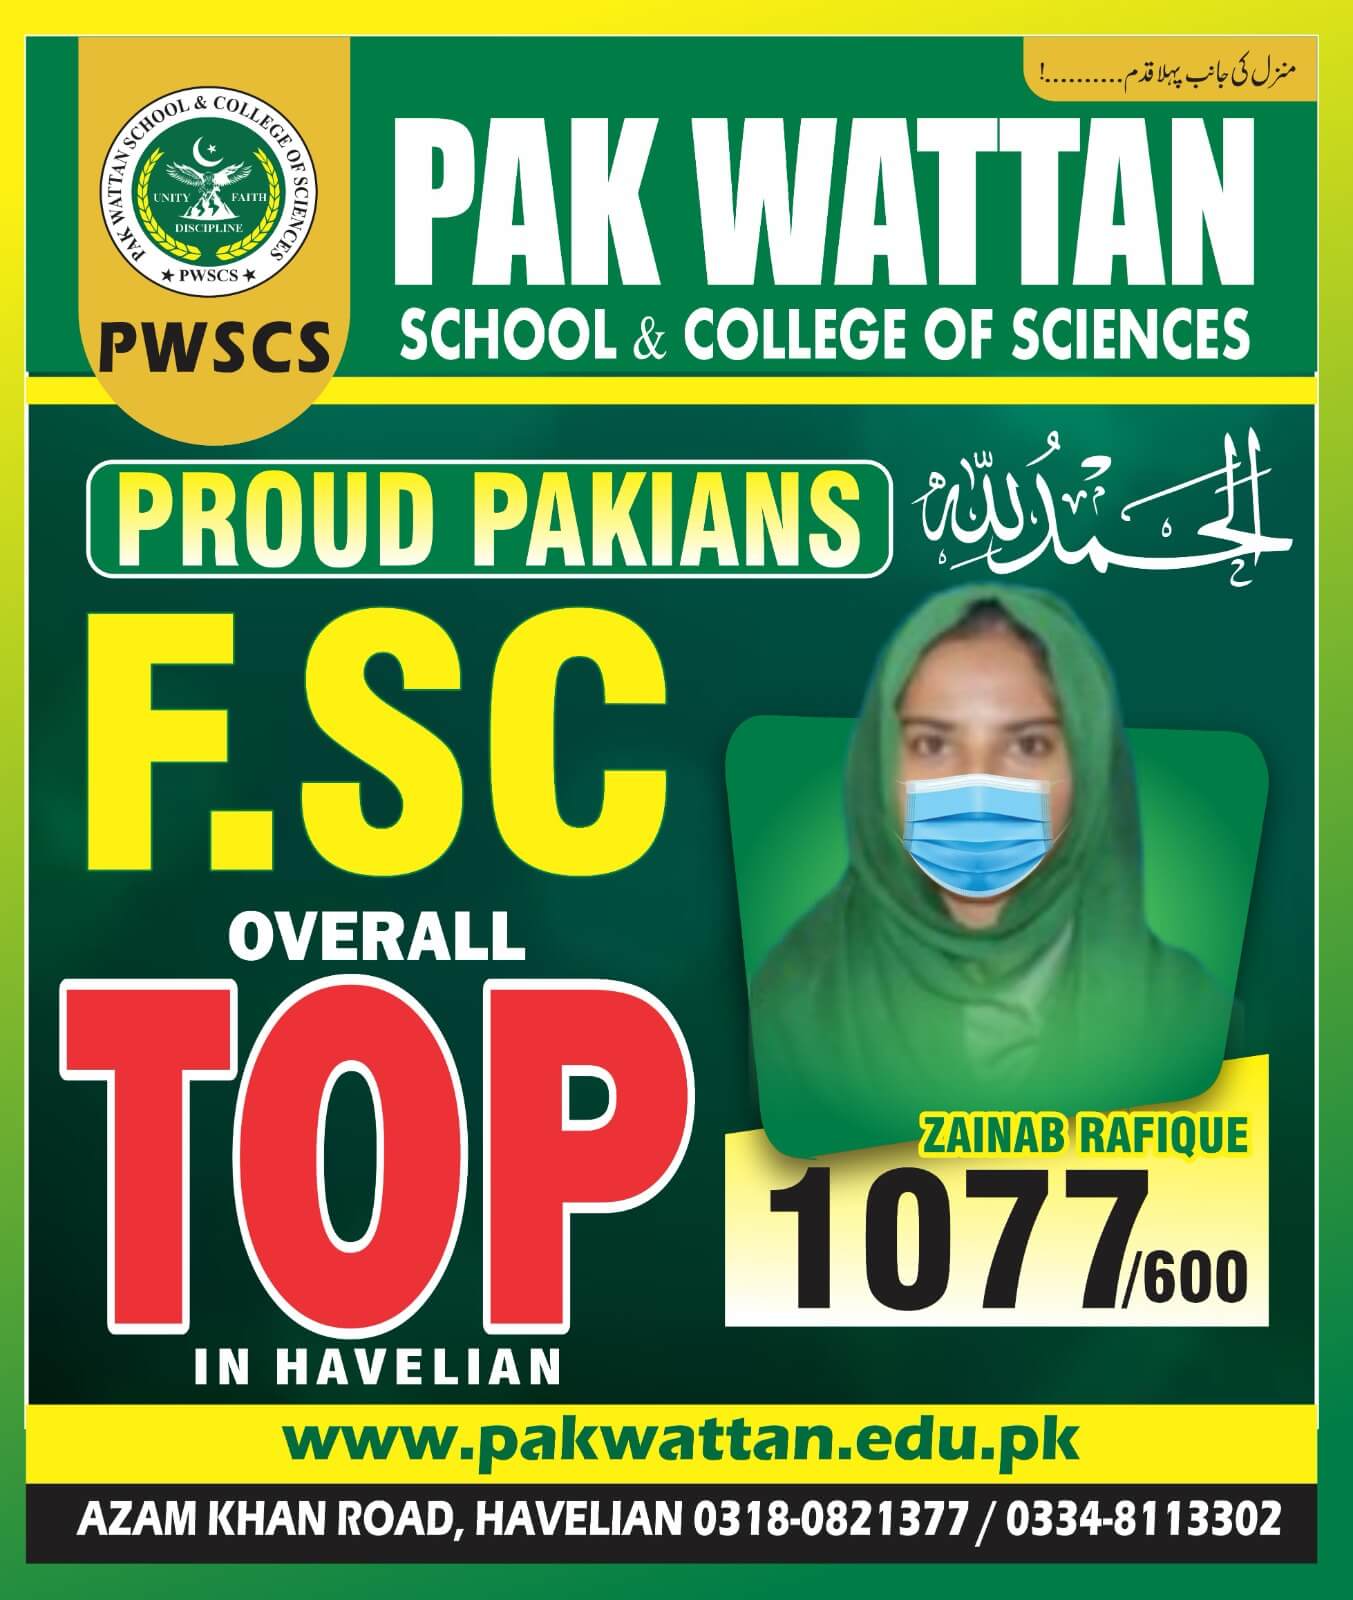 منزل کی جانب پہلا قدم..........!
PAK WATTAN SCHOOL & COLLEGE OF SCIENCES
UNITY FAITH
DISCIPLINE
★ PWSCS ★
PWSCS
PAK WATTAN
SCHOOL & COLLEGE OF SCIENCES
PROUD PAKIANS
الحمدُللّٰہ
F.SC
OVERALL
TOP
IN HAVELIAN
ZAINAB RAFIQUE
1077/600
www.pakwattan.edu.pk
AZAM KHAN ROAD, HAVELIAN 0318-0821377 / 0334-8113302